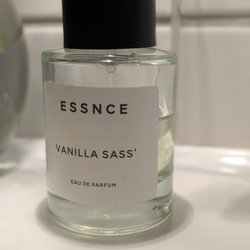 ESSNCE
VANILLA SASS'
EAU DE PARFUM